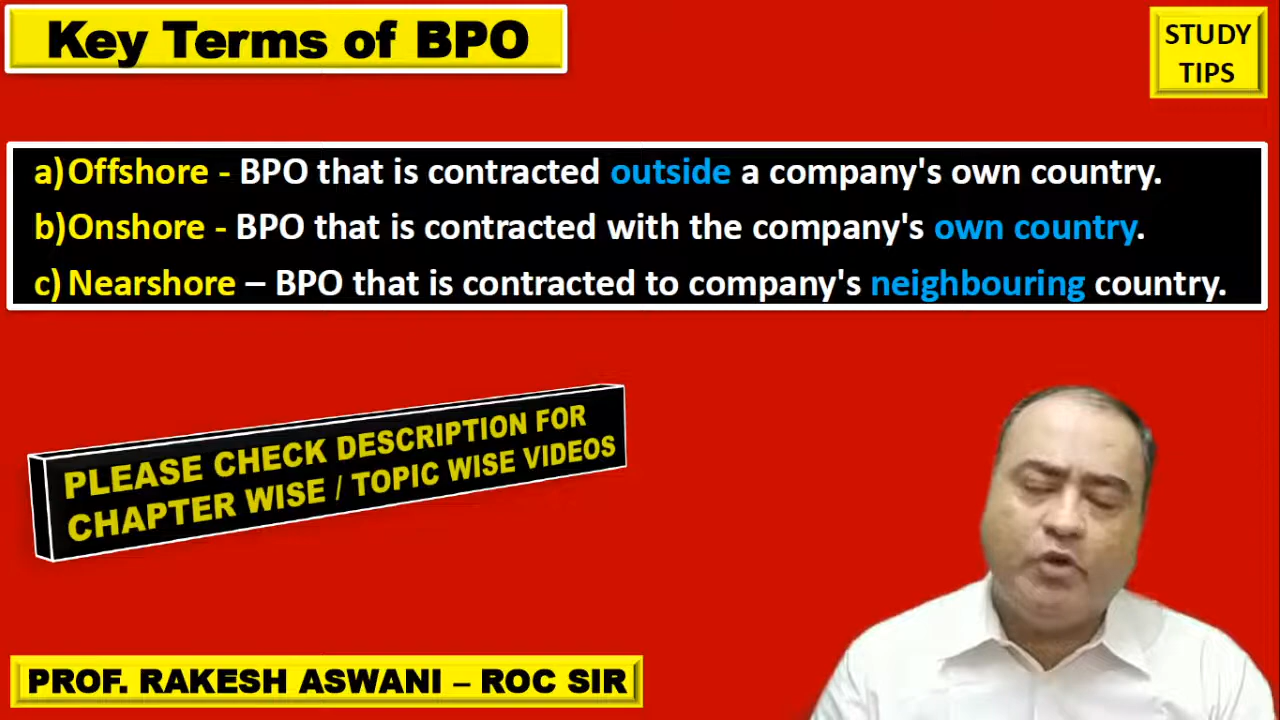 Key Terms of BPO
STUDY
TIPS
a) Offshore - BPO that is contracted outside a company's own country.
b) Onshore - BPO that is contracted with the company's own country.
c) Nearshore – BPO that is contracted to company's neighbouring country.
PLEASE CHECK DESCRIPTION FOR
CHAPTER WISE / TOPIC WISE VIDEOS
PROF. RAKESH ASWANI – ROC SIR